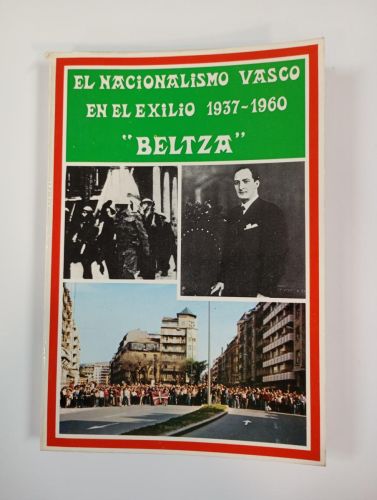 EL NACIONALISMO VASCO
EN EL EXILIO 1937-1960
"BELTZA"